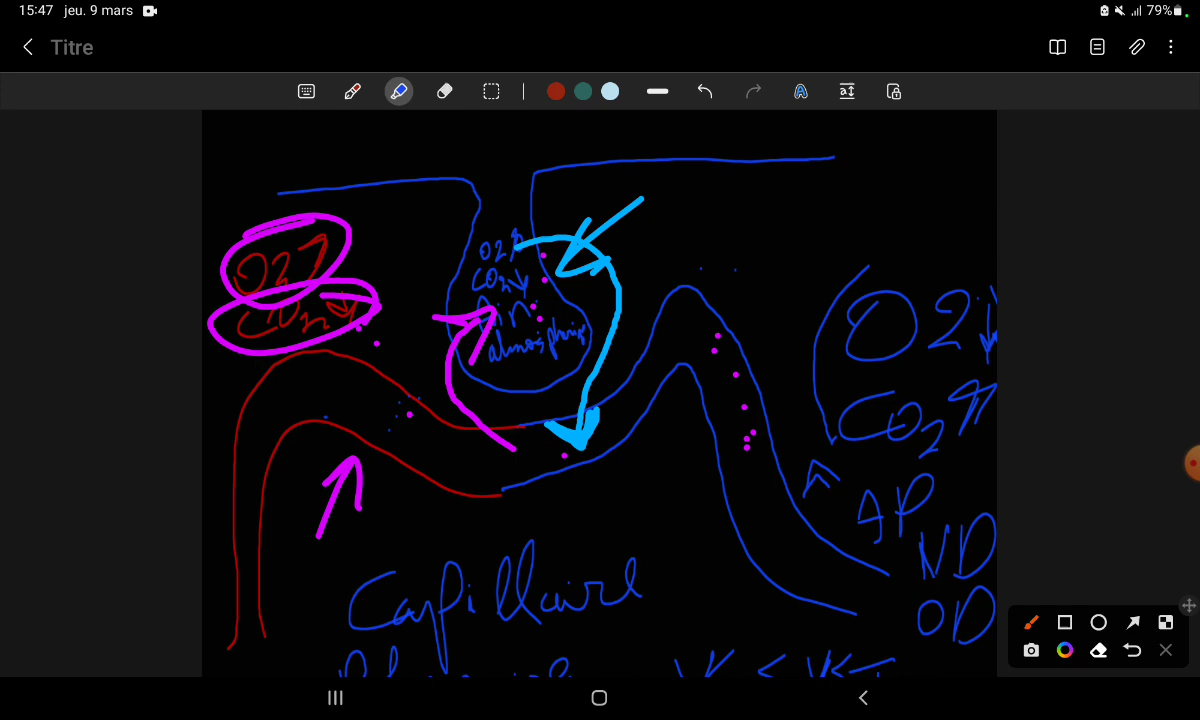 15:47 jeu. 9 mars
79%
Titre
O2↗
CO2↘
O2↗
CO2↘
Air
atmosphérique
O2↓
CO2↗
AP
ND
OD
Capillaire